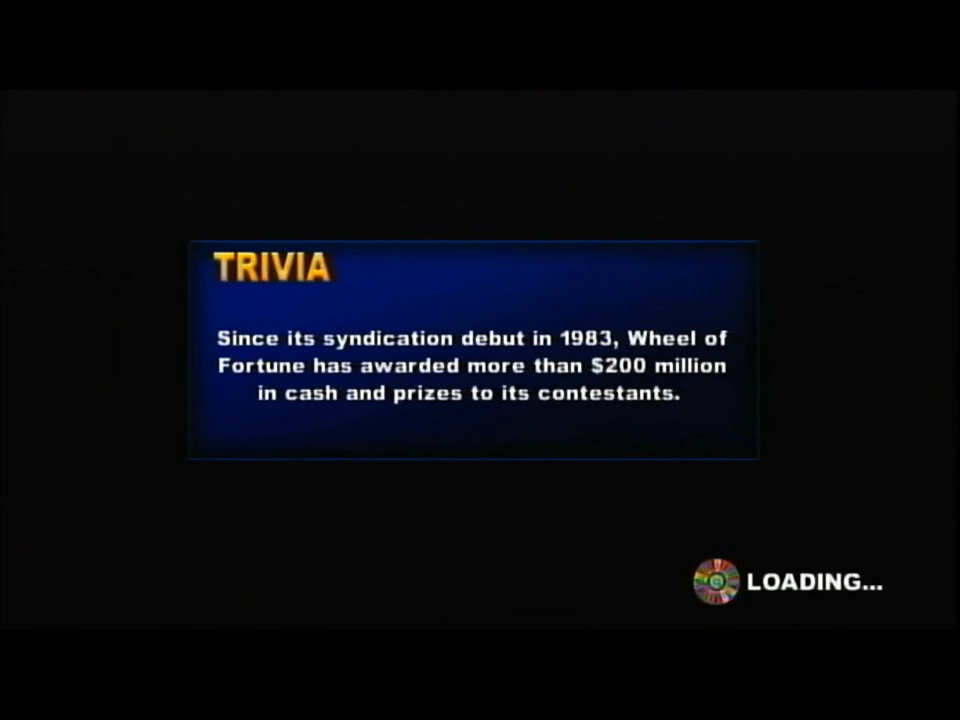 TRIVIA
Since its syndication debut in 1983, Wheel of
Fortune has awarded more than $200 million
in cash and prizes to its contestants.
LOADING...